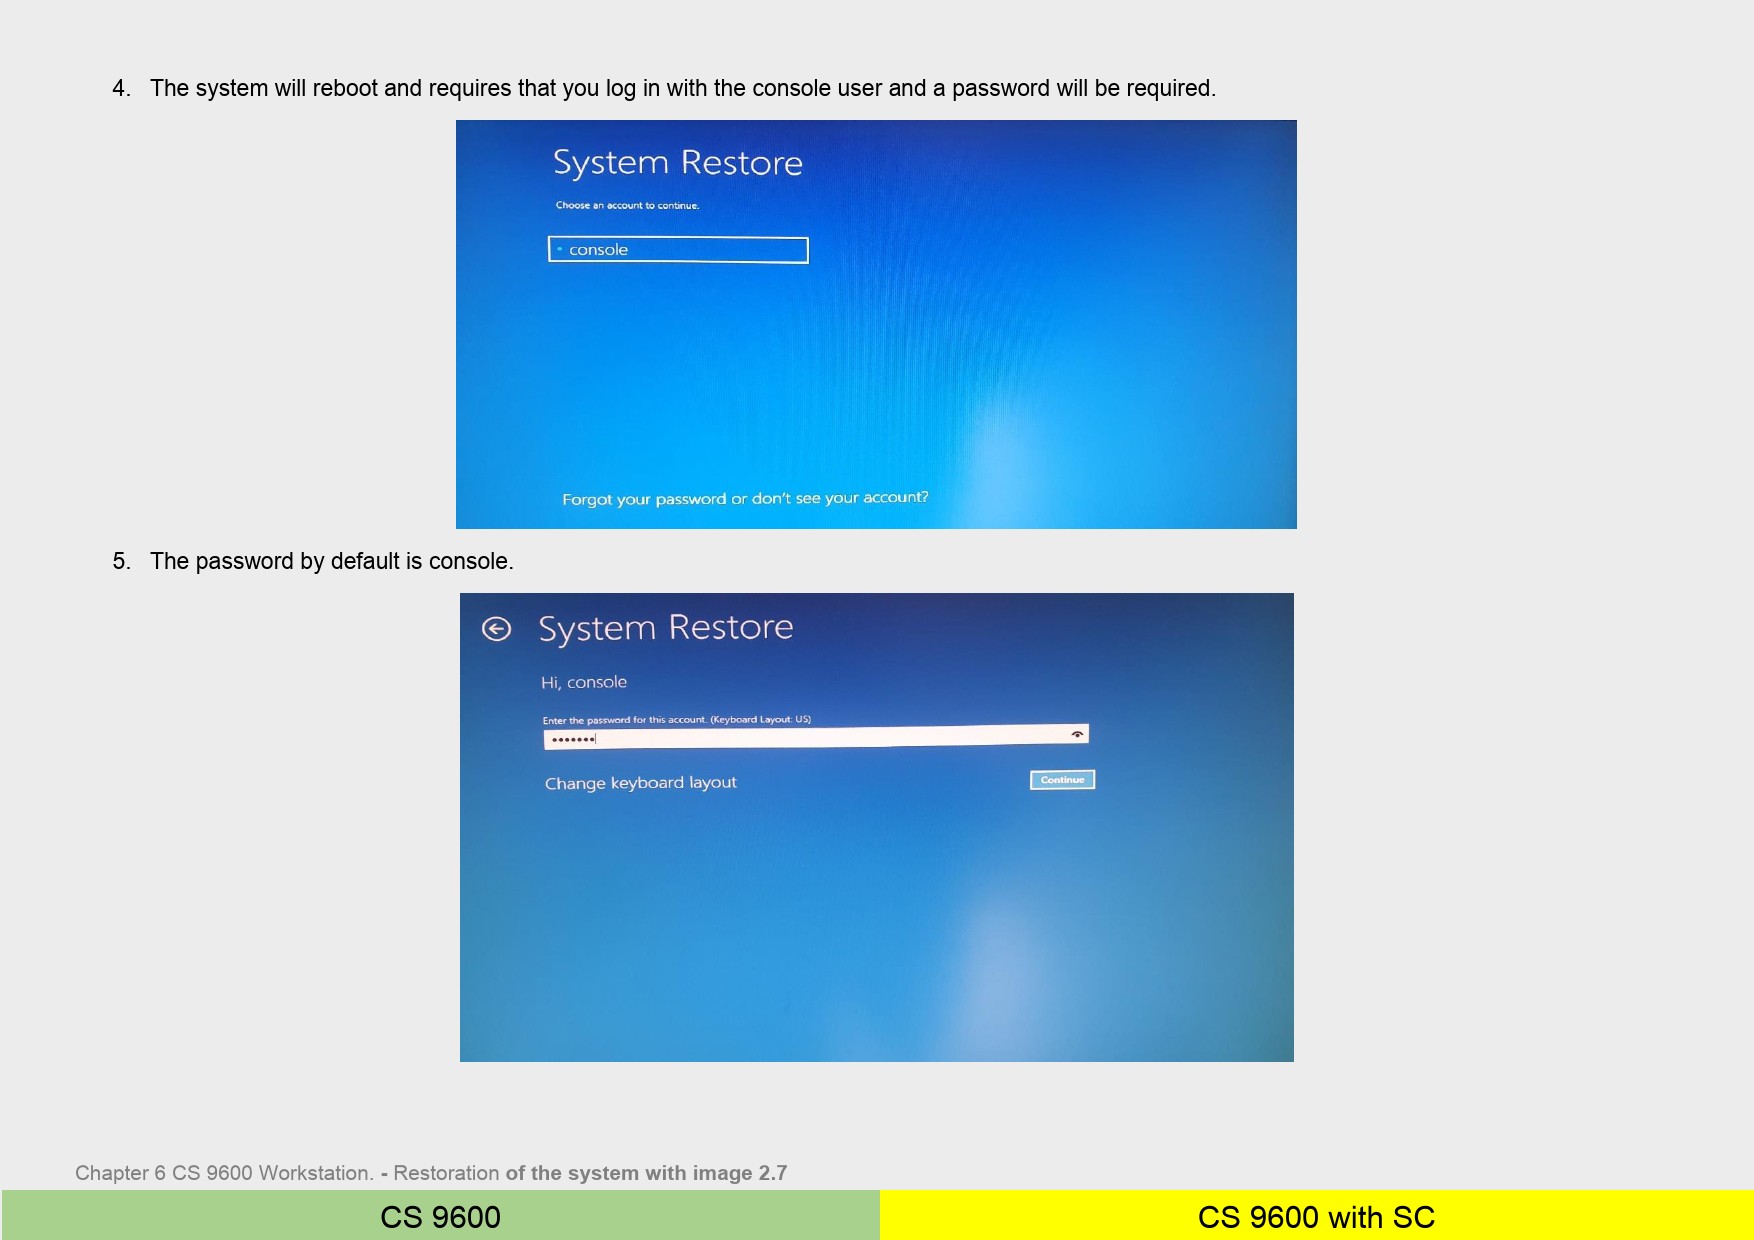 4. The system will reboot and requires that you log in with the console user and a password will be required.
System Restore
Choose an account to continue.
console
Forgot your password or don't see your account?
5. The password by default is console.
System Restore
Hi, console
Enter the password for this account. (Keyboard Layout: US)
•••••••
Change keyboard layout
Continue
Chapter 6 CS 9600 Workstation. - Restoration of the system with image 2.7
CS 9600
CS 9600 with SC